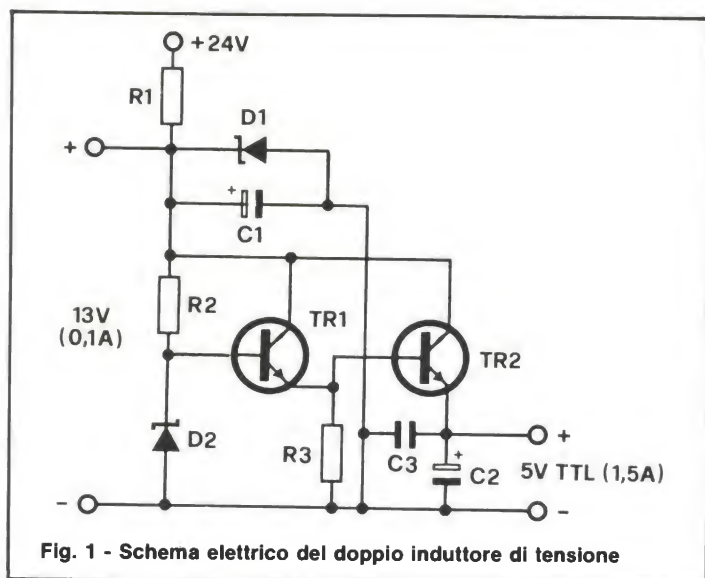 +24V
R1
D1
+
+
C1
R2
13V
(0,1A)
TR1
TR2
D2
R3
C3
+
C2
+
5V TTL (1,5A)
-
-
Fig. 1 - Schema elettrico del doppio induttore di tensione